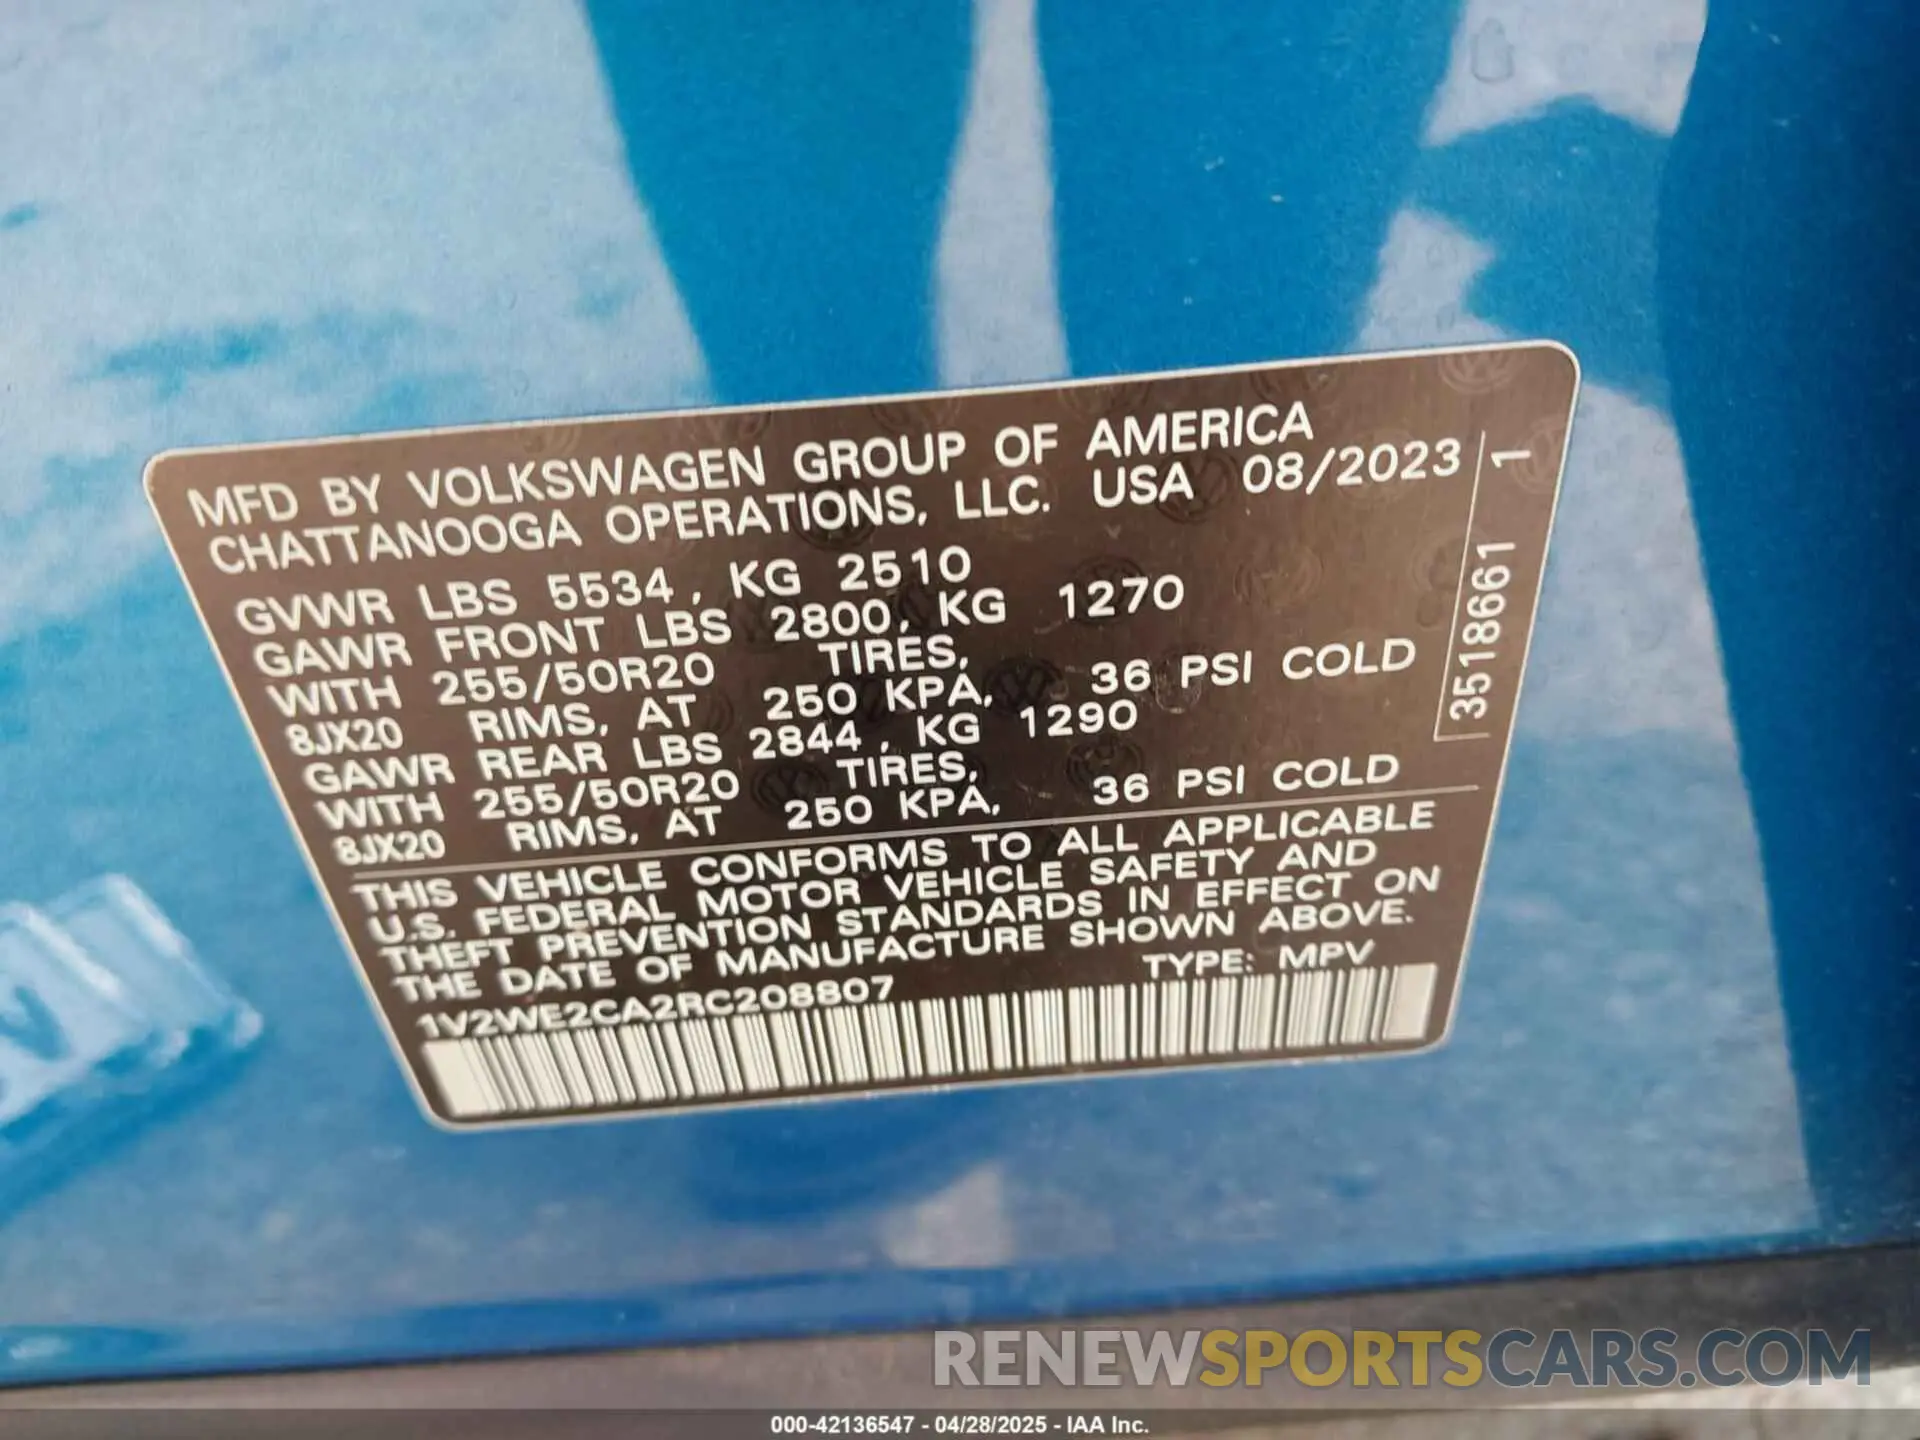 MFD BY VOLKSWAGEN GROUP OF AMERICA
CHATTANOOGA OPERATIONS, LLC. USA 08/2023
GVWR LBS 5534, KG 2510
GAWR FRONT LBS 2800, KG 1270
WITH 255/50R20 TIRES,
8JX20 RIMS, AT 250 KPA, 36 PSI COLD
GAWR REAR LBS 2844, KG 1290
WITH 255/50R20 TIRES,
8JX20 RIMS, AT 250 KPA, 36 PSI COLD
3518661 1
THIS VEHICLE CONFORMS TO ALL APPLICABLE
U.S. FEDERAL MOTOR VEHICLE SAFETY AND
THEFT PREVENTION STANDARDS IN EFFECT ON
THE DATE OF MANUFACTURE SHOWN ABOVE.
1V2WE2CA2RC208807 TYPE: MPV
RENEWSPORTSCARS.COM
000-42136547 - 04/28/2025 - IAA Inc.